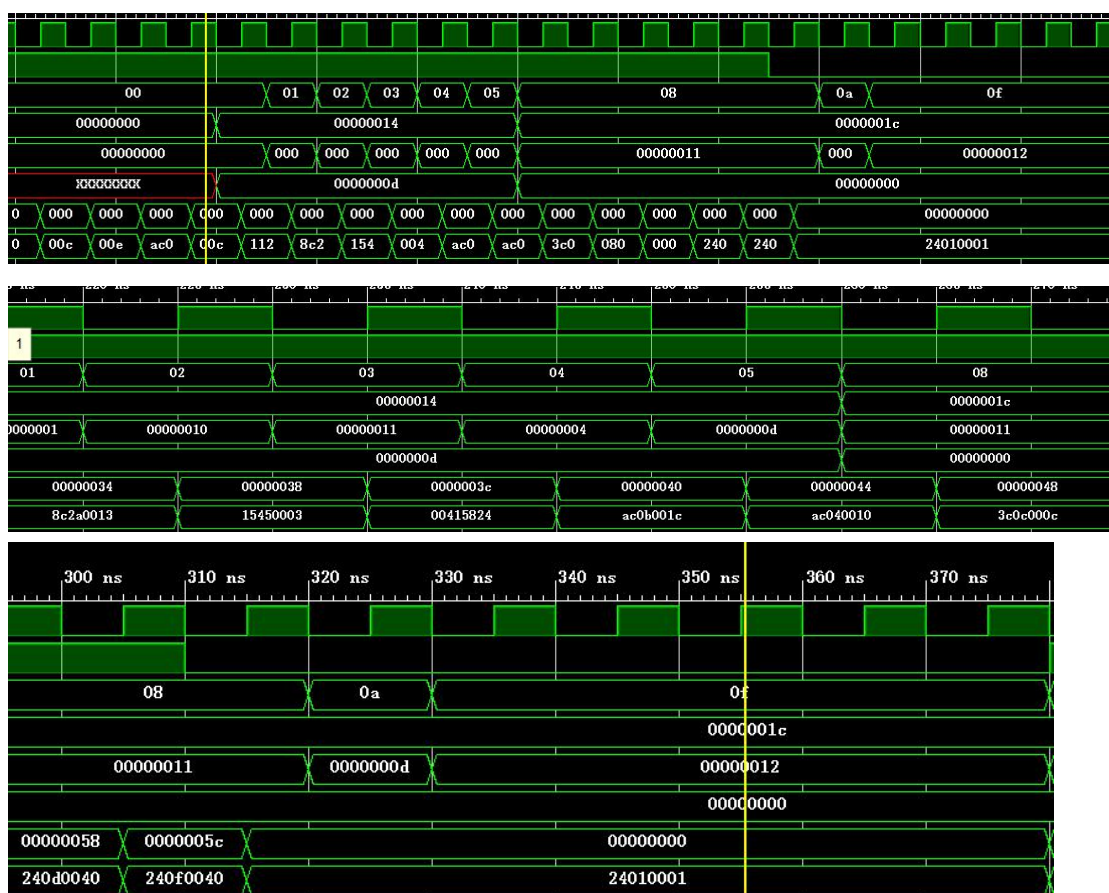 00 01 02 03 04 05 08 0a 0f
00000000 00000014 0000001c
00000000 000 000 000 000 000 00000011 000 00000012
XXXXXXXX 0000000d 00000000
0 000 000 000 000 000 000 000 000 000 000 000 000 000 000 000 00000000
0 00c 00e ac0 00c 112 8c2 154 004 ac0 ac0 3c0 080 000 240 240 24010001
1
01 02 03 04 05 08
00000014 0000001c
0000001 00000010 00000011 00000004 0000000d 00000011
0000000d 00000000
00000034 00000038 0000003c 00000040 00000044 00000048
8c2a0013 15450003 00415824 ac0b001c ac040010 3c0c000c
300 ns 310 ns 320 ns 330 ns 340 ns 350 ns 360 ns 370 ns
08 0a 0f
0000001c
00000011 0000000d 00000012
00000000
00000058 0000005c 00000000
240d0040 240f0040 24010001